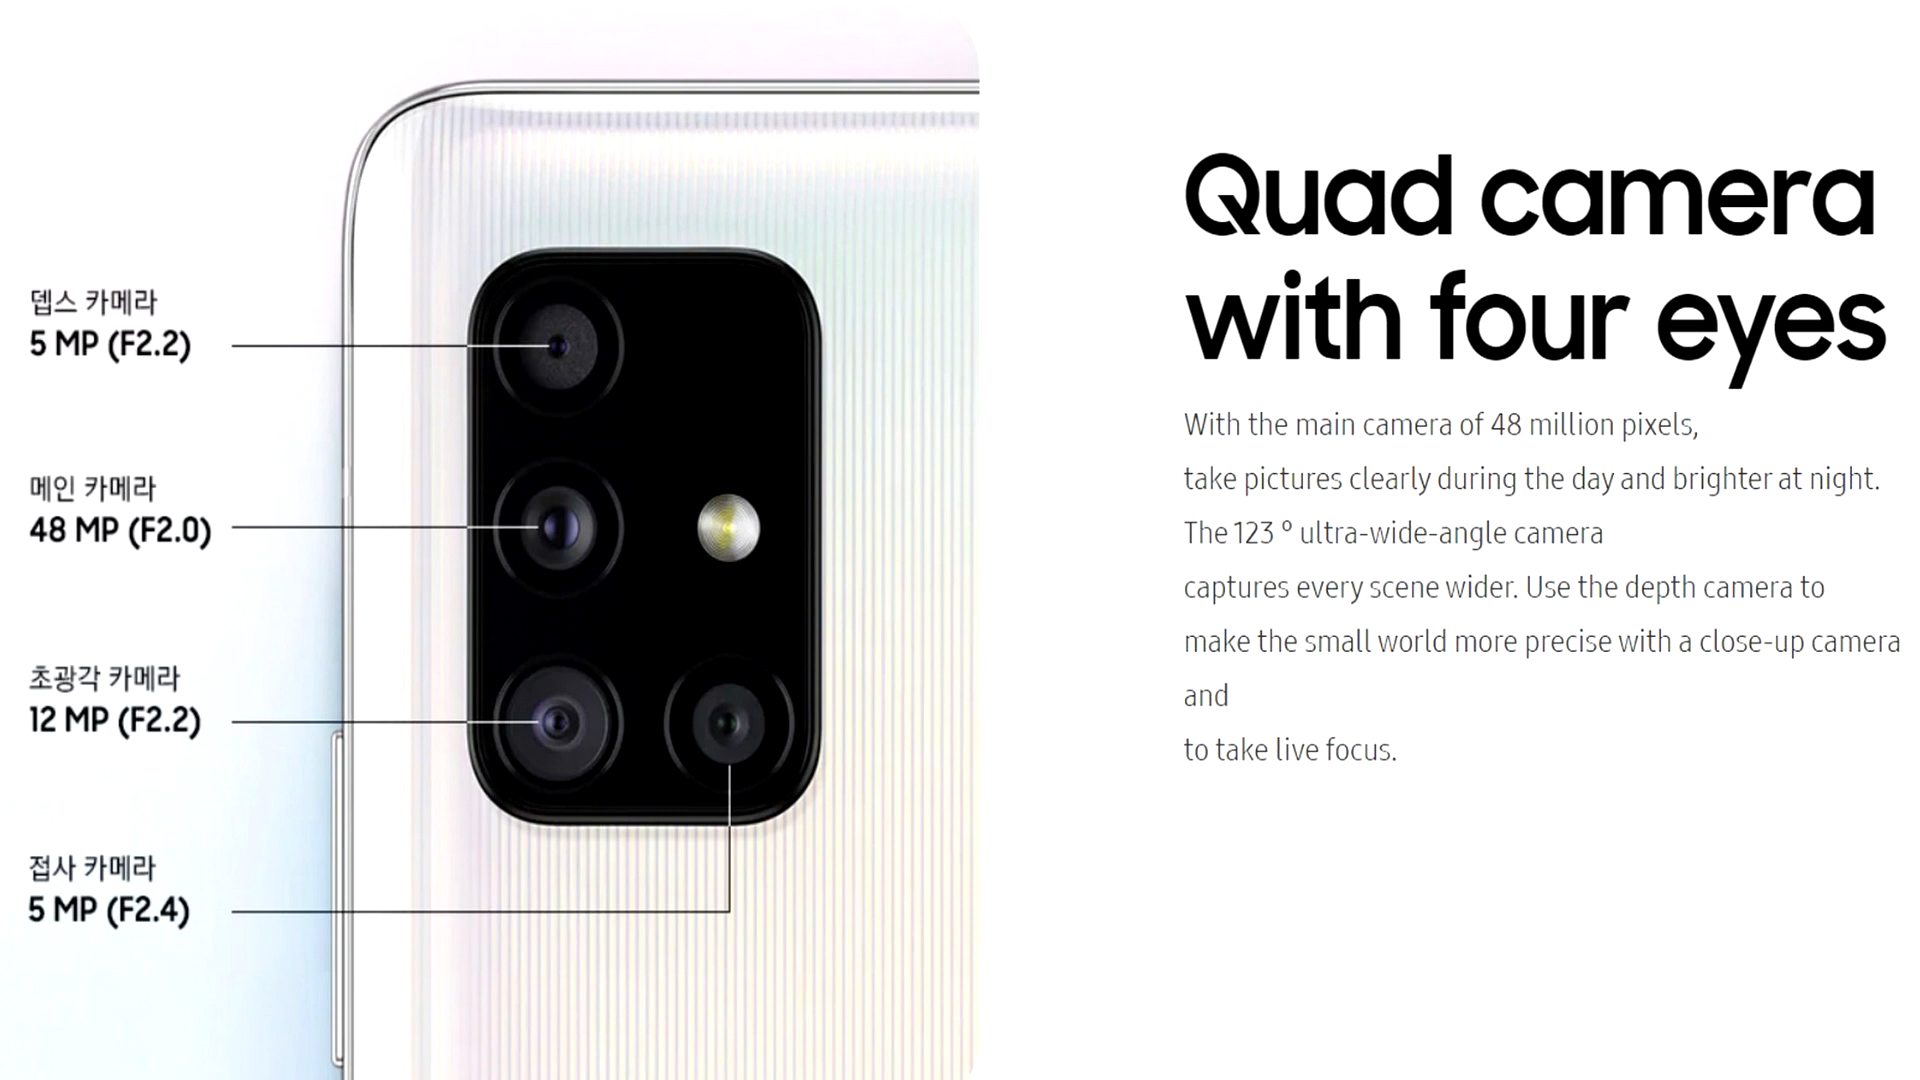 뎁스 카메라
5 MP (F2.2)
메인 카메라
48 MP (F2.0)
초광각 카메라
12 MP (F2.2)
접사 카메라
5 MP (F2.4)
Quad camera
with four eyes
With the main camera of 48 million pixels,
take pictures clearly during the day and brighter at night.
The 123 º ultra-wide-angle camera
captures every scene wider. Use the depth camera to
make the small world more precise with a close-up camera
and
to take live focus.